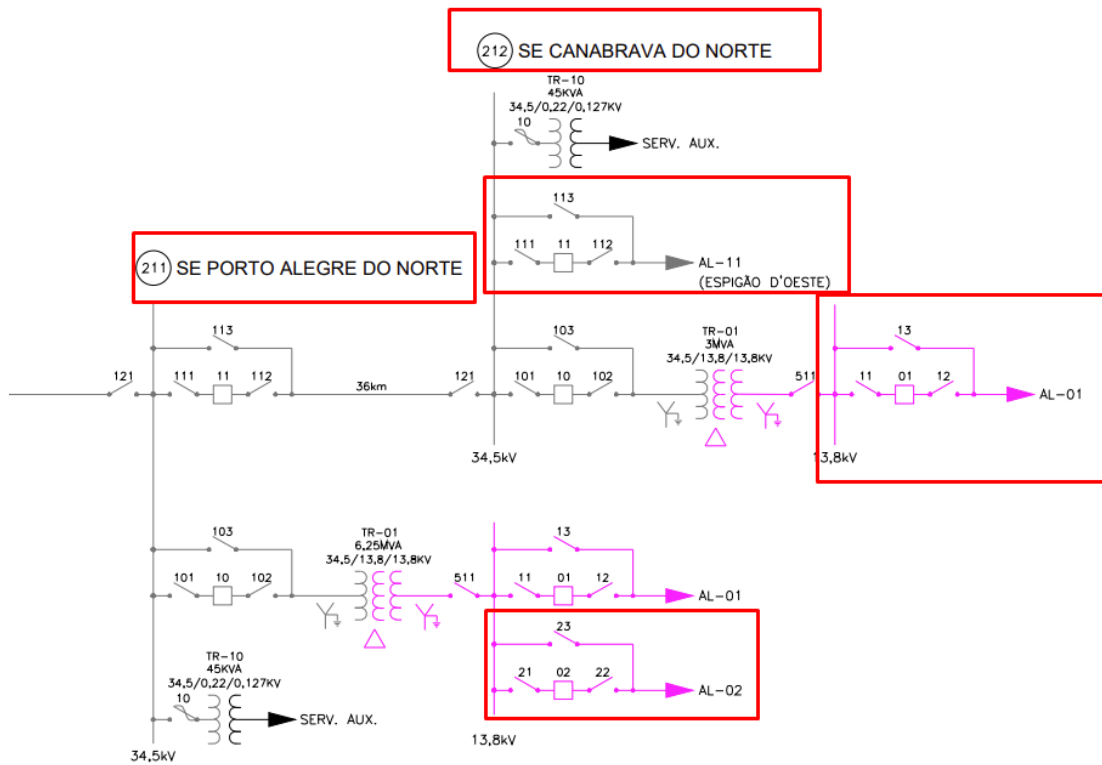 212 SE CANABRAVA DO NORTE
TR-10
45KVA
34,5/0,22/0,127KV
10
SERV. AUX.
113
111 11 112
AL-11
(ESPIGÃO D'OESTE)
211 SE PORTO ALEGRE DO NORTE
113
121 111 11 112
36km
121
103
101 10 102
TR-01
3MVA
34,5/13,8/13,8KV
511
13
11 01 12
AL-01
34,5kV
13,8kV
103
101 10 102
TR-01
6,25MVA
34,5/13,8/13,8KV
511
13
11 01 12
AL-01
23
21 02 22
AL-02
TR-10
45KVA
34,5/0,22/0,127KV
10
SERV. AUX.
34,5kV
13,8kV